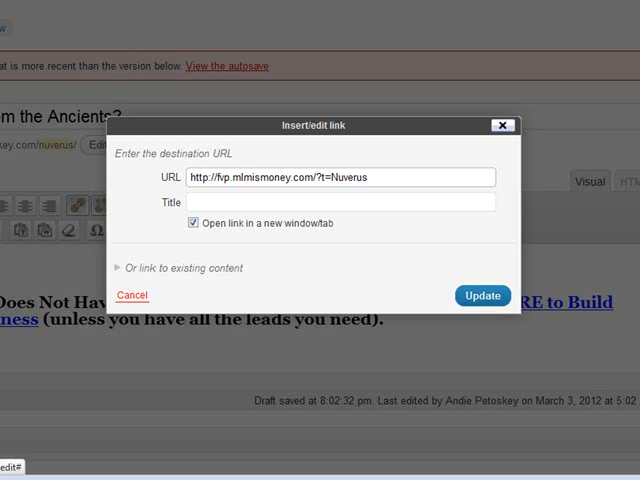 w
at is more recent than the version below. View the autosave
om the Ancients?
key.com/nuverus/ Edit
Insert/edit link
Enter the destination URL
URL http://fvp.mlmismoney.com/?t=Nuverus
Visual HTM
Title
Open link in a new window/tab
Or link to existing content
Cancel Update
Does Not Hav RE to Build
ness (unless you have all the leads you need).
Draft saved at 8:02:32 pm. Last edited by Andie Petoskey on March 3, 2012 at 5:02
edit#